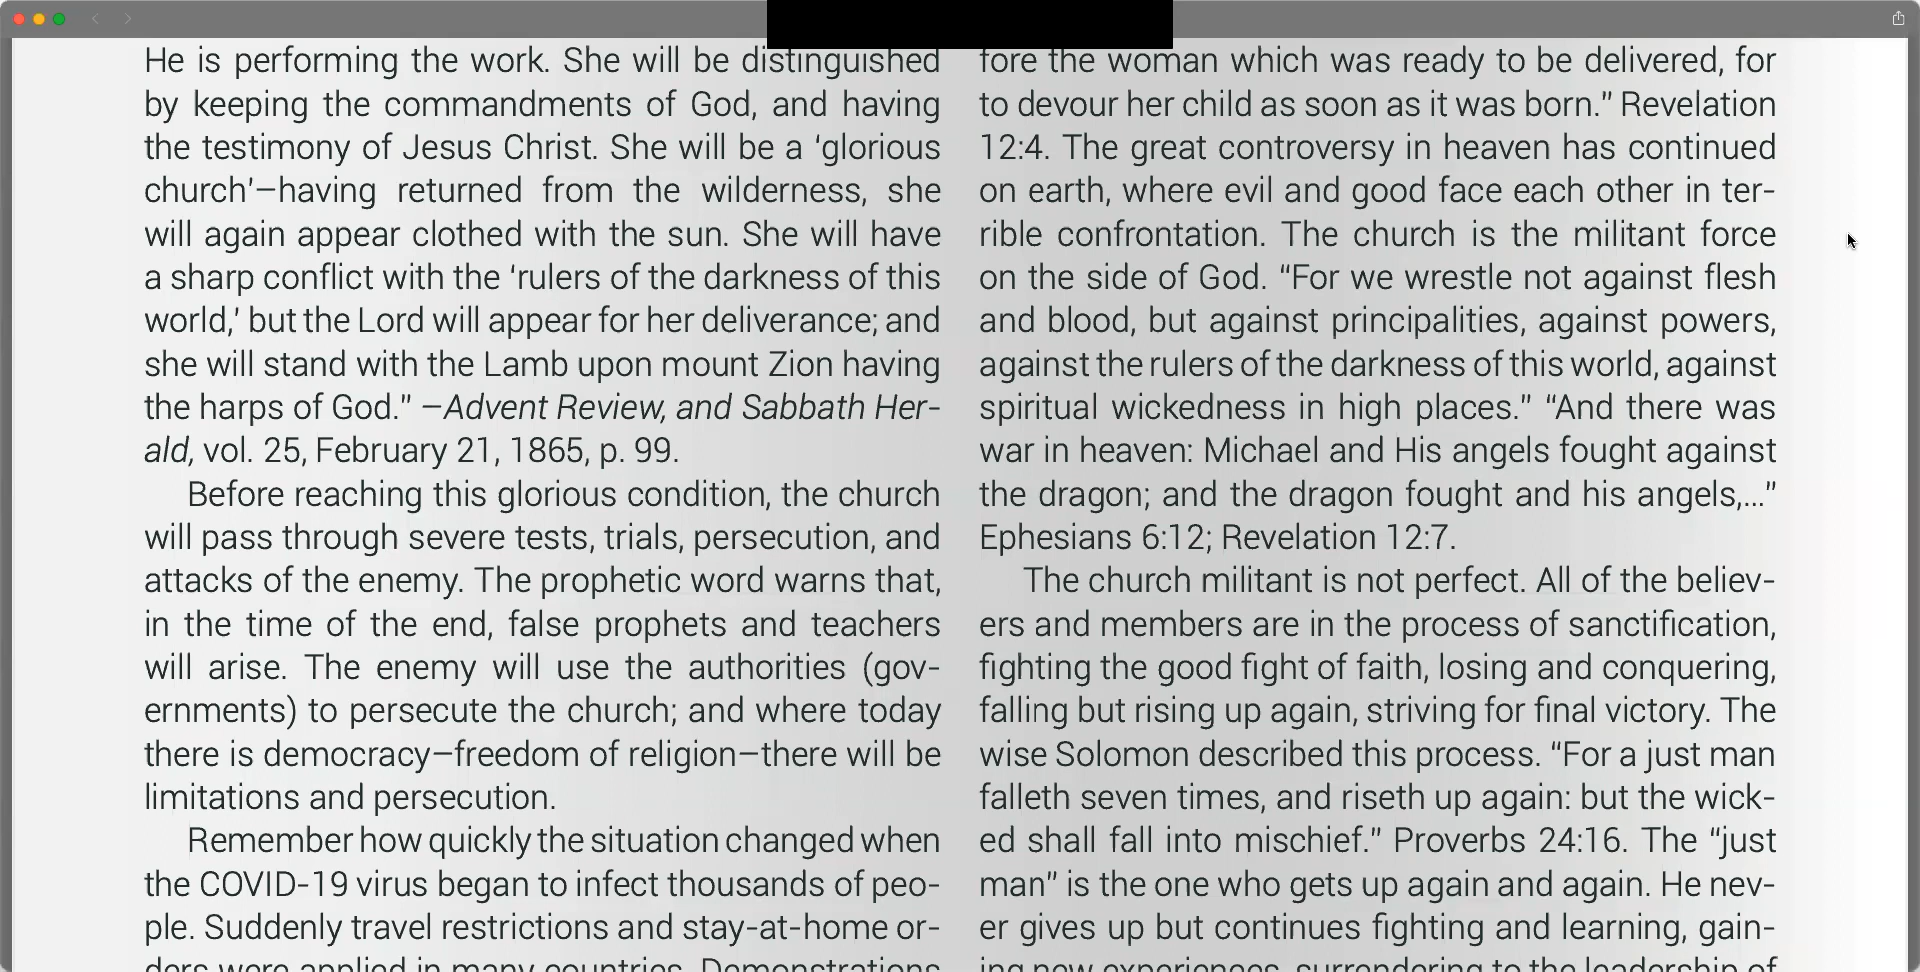 He is performing the work. She will be distinguished
by keeping the commandments of God, and having
the testimony of Jesus Christ. She will be a ‘glorious
church’—having returned from the wilderness, she
will again appear clothed with the sun. She will have
a sharp conflict with the ‘rulers of the darkness of this
world,’ but the Lord will appear for her deliverance; and
she will stand with the Lamb upon mount Zion having
the harps of God.” —Advent Review, and Sabbath Her-
ald, vol. 25, February 21, 1865, p. 99.
Before reaching this glorious condition, the church
will pass through severe tests, trials, persecution, and
attacks of the enemy. The prophetic word warns that,
in the time of the end, false prophets and teachers
will arise. The enemy will use the authorities (gov-
ernments) to persecute the church; and where today
there is democracy—freedom of religion—there will be
limitations and persecution.
Remember how quickly the situation changed when
the COVID-19 virus began to infect thousands of peo-
ple. Suddenly travel restrictions and stay-at-home or-
ders were applied in many countries. Demonstrations
fore the woman which was ready to be delivered, for
to devour her child as soon as it was born.” Revelation
12:4. The great controversy in heaven has continued
on earth, where evil and good face each other in ter-
rible confrontation. The church is the militant force
on the side of God. “For we wrestle not against flesh
and blood, but against principalities, against powers,
against the rulers of the darkness of this world, against
spiritual wickedness in high places.” “And there was
war in heaven: Michael and His angels fought against
the dragon; and the dragon fought and his angels,...”
Ephesians 6:12; Revelation 12:7.
The church militant is not perfect. All of the believ-
ers and members are in the process of sanctification,
fighting the good fight of faith, losing and conquering,
falling but rising up again, striving for final victory. The
wise Solomon described this process. “For a just man
falleth seven times, and riseth up again: but the wick-
ed shall fall into mischief.” Proverbs 24:16. The “just
man” is the one who gets up again and again. He nev-
er gives up but continues fighting and learning, gain-
ing new experiences, surrendering to the leadership of